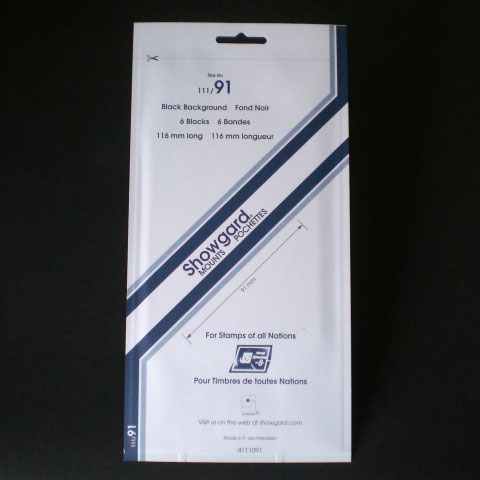 Size No.
111/91
Black Background Fond Noir
6 Blocks 6 Bandes
116 mm long 116 mm longueur
Showgard®
MOUNTS POCHETTES
91 mm
For Stamps of all Nations
Pour Timbres de toutes Nations
Visit us on the web at showgard.com
Made in F. Liechtenstein
4111091
111/91